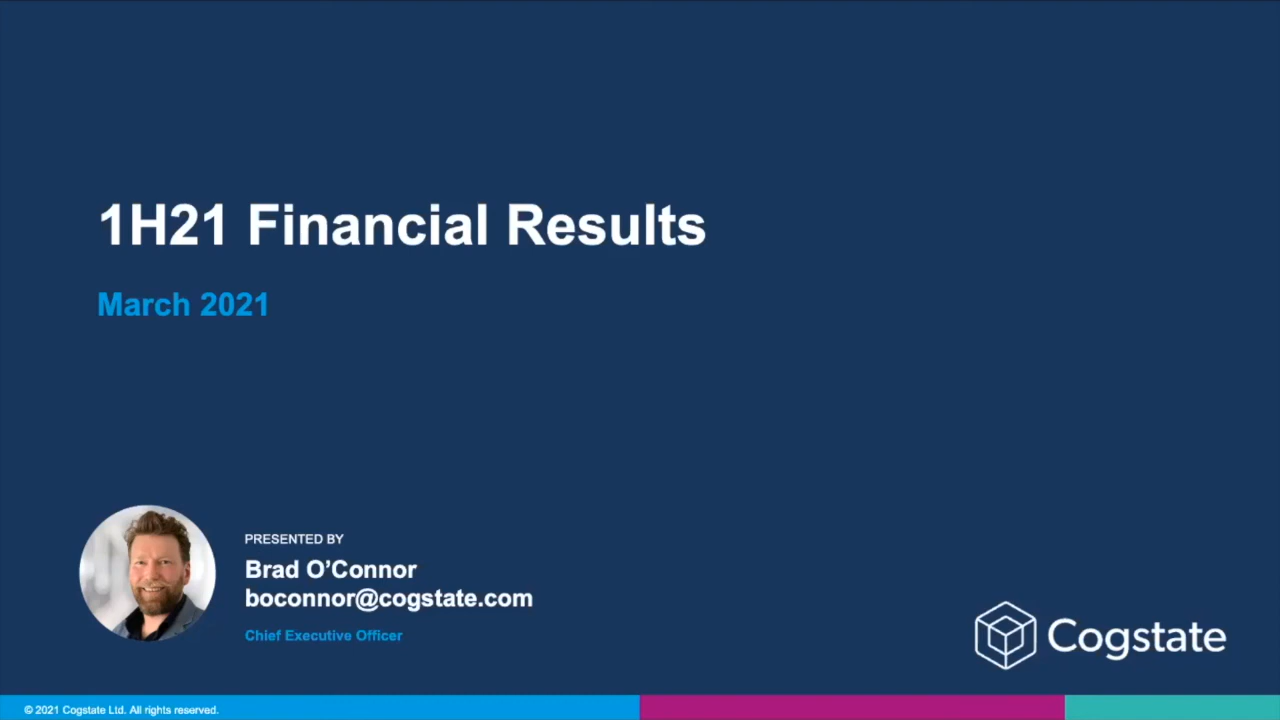 1H21 Financial Results
March 2021
PRESENTED BY
Brad O’Connor
boconnor@cogstate.com
Chief Executive Officer
Cogstate
© 2021 Cogstate Ltd. All rights reserved.